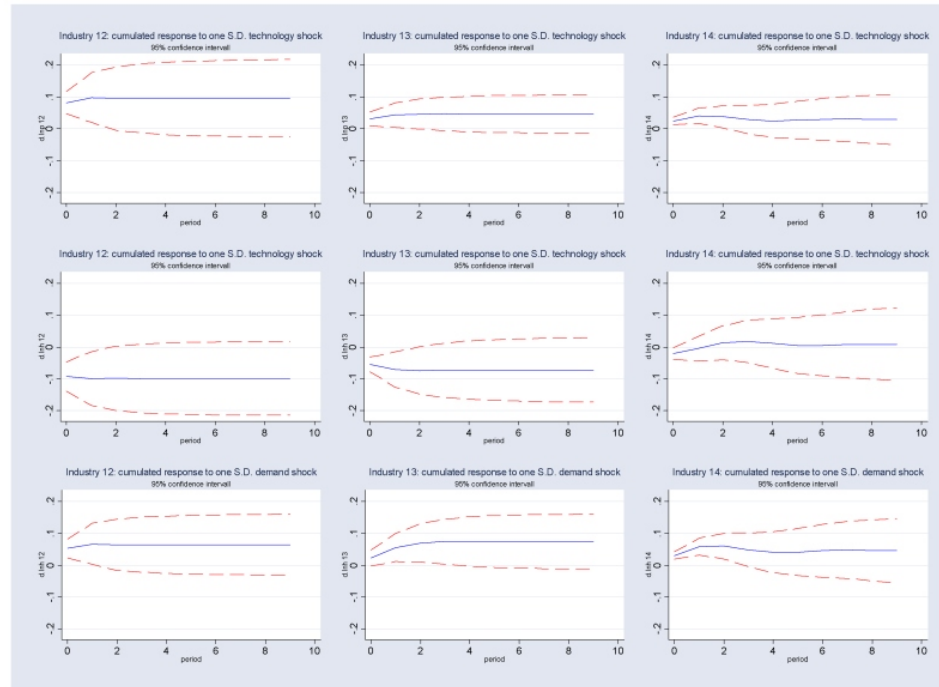 Industry 12: cumulated response to one S.D. technology shock
95% confidence intervall
d.lnp 12
.2
.1
0
-.1
-.2
0 2 4 6 8 10
period
Industry 13: cumulated response to one S.D. technology shock
95% confidence intervall
d.lnp 13
.2
.1
0
-.1
-.2
0 2 4 6 8 10
period
Industry 14: cumulated response to one S.D. technology shock
95% confidence intervall
d.lnp 14
.2
.1
0
-.1
-.2
0 2 4 6 8 10
period
Industry 12: cumulated response to one S.D. technology shock
95% confidence intervall
d.lnh 12
.2
.1
0
-.1
-.2
0 2 4 6 8 10
period
Industry 13: cumulated response to one S.D. technology shock
95% confidence intervall
d.lnh 13
.2
.1
0
-.1
-.2
0 2 4 6 8 10
period
Industry 14: cumulated response to one S.D. technology shock
95% confidence intervall
d.lnh 14
.2
.1
0
-.1
-.2
0 2 4 6 8 10
period
Industry 12: cumulated response to one S.D. demand shock
95% confidence intervall
d.lnh 12
.2
.1
0
-.1
-.2
0 2 4 6 8 10
period
Industry 13: cumulated response to one S.D. demand shock
95% confidence intervall
d.lnh 13
.2
.1
0
-.1
-.2
0 2 4 6 8 10
period
Industry 14: cumulated response to one S.D. demand shock
95% confidence intervall
d.lnh 14
.2
.1
0
-.1
-.2
0 2 4 6 8 10
period